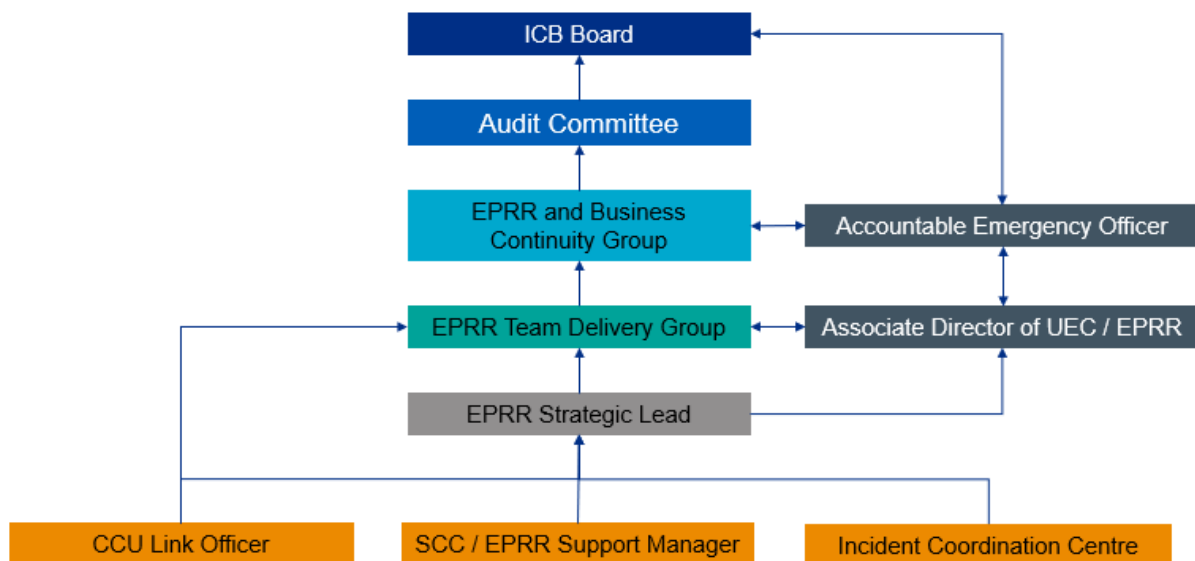 ICB Board
Audit Committee
EPRR and Business
Continuity Group
Accountable Emergency Officer
EPRR Team Delivery Group
Associate Director of UEC / EPRR
EPRR Strategic Lead
CCU Link Officer
SCC / EPRR Support Manager
Incident Coordination Centre